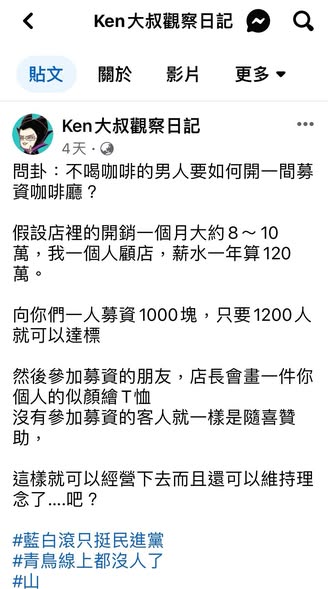 Ken大叔觀察日記
貼文 關於 影片 更多
Ken大叔觀察日記
4天
問卦：不喝咖啡的男人要如何開一間募
資咖啡廳？
假設店裡的開銷一個月大約8～10
萬，我一個人顧店，薪水一年算120
萬。
向你們一人募資1000塊，只要1200人
就可以達標
然後參加募資的朋友，店長會畫一件你
個人的似顏繪T恤
沒有參加募資的客人就一樣是隨喜贊
助，
這樣就可以經營下去而且還可以維持理
念了....吧？
#藍白滾只挺民進黨
#青鳥線上都沒人了
#山